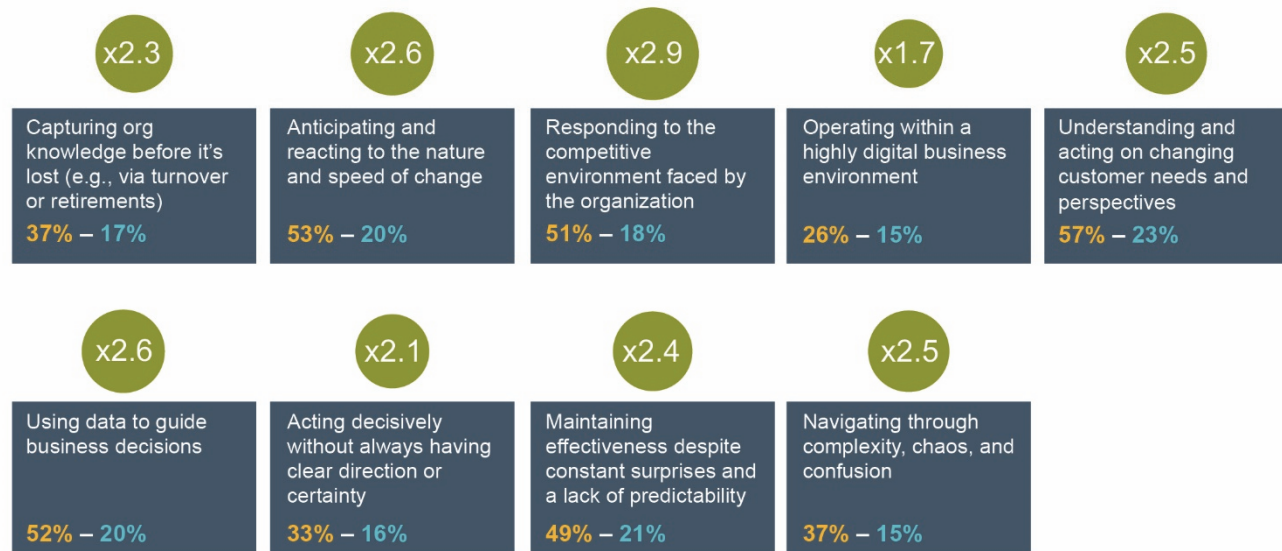 x2.3
x2.6
x2.9
x1.7
x2.5
Capturing org
knowledge before it's
lost (e.g., via turnover
or retirements)
37% – 17%
Anticipating and
reacting to the nature
and speed of change
53% – 20%
Responding to the
competitive
environment faced by
the organization
51% – 18%
Operating within a
highly digital business
environment
26% – 15%
Understanding and
acting on changing
customer needs and
perspectives
57% – 23%
x2.6
x2.1
x2.4
x2.5
Using data to guide
business decisions
52% – 20%
Acting decisively
without always having
clear direction or
certainty
33% – 16%
Maintaining
effectiveness despite
constant surprises and
a lack of predictability
49% – 21%
Navigating through
complexity, chaos, and
confusion
37% – 15%